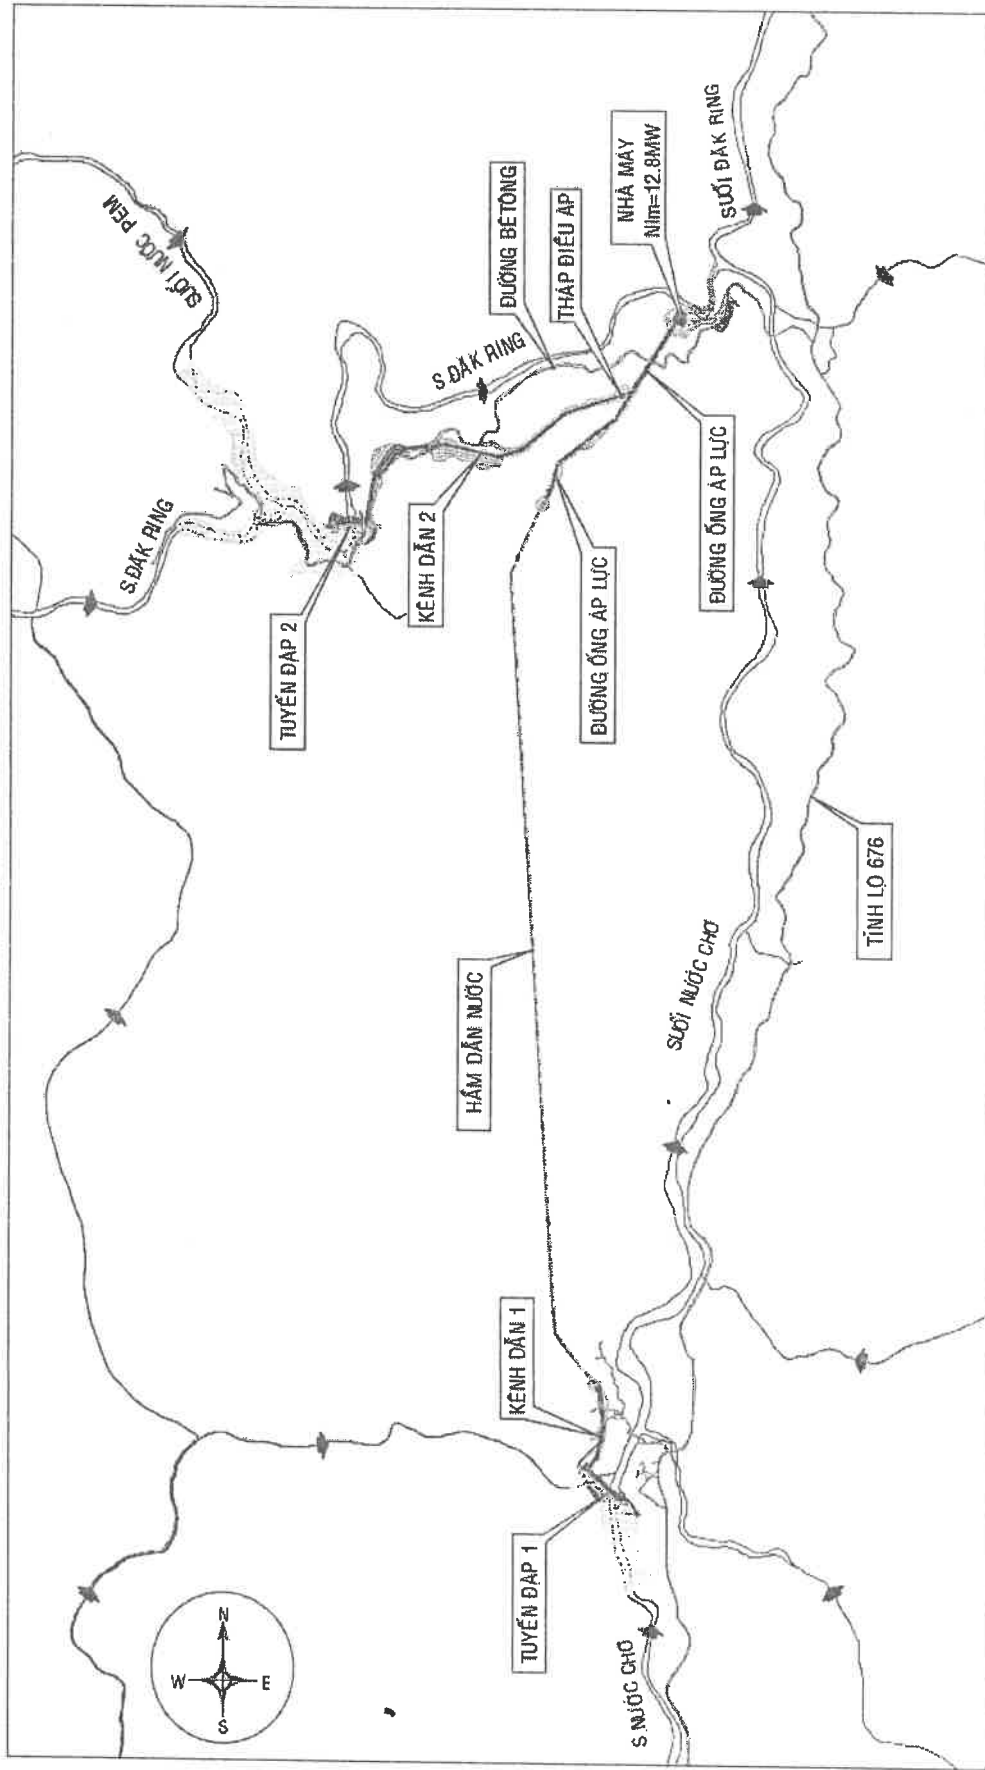 SUỐI NƯỚC PEM
S.ĐĂK RING
TUYẾN ĐẬP 2
KÊNH DẪN 2
S.ĐĂK RING
ĐƯỜNG BÊTÔNG
THÁP ĐIỀU ÁP
NHÀ MÁY
Nlm=12.8MW
SUỐI ĐĂK RING
ĐƯỜNG ỐNG ÁP LỰC
ĐƯỜNG ỐNG ÁP LỰC
HẦM DẪN NƯỚC
SUỐI NƯỚC CHƠ
TỈNH LỘ 676
KÊNH DẪN 1
TUYẾN ĐẬP 1
S.NƯỚC CHƠ
N
W
E
S